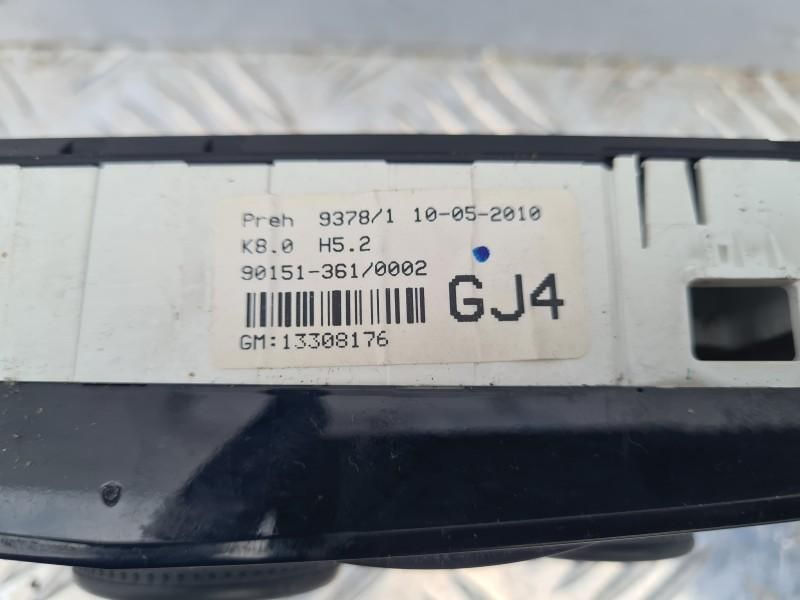 Preh 9378/1 10-05-2010
K8.0 H5.2
90151-361/0002
GJ4
GM:13308176